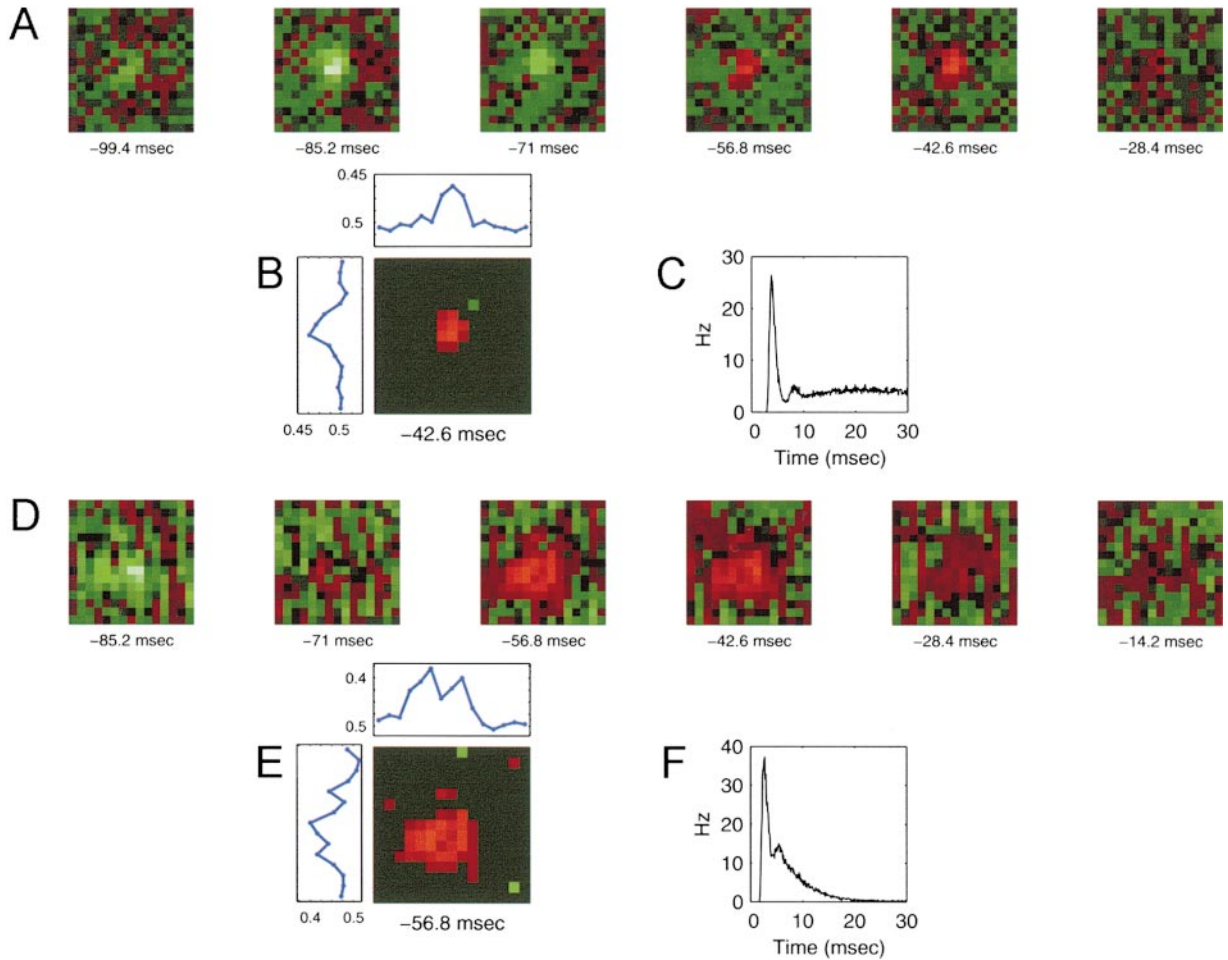 A
−99.4 msec
−85.2 msec
−71 msec
−56.8 msec
−42.6 msec
−28.4 msec
0.45
0.5
B
0.45
0.5
−42.6 msec
C
30
20
10
0
Hz
0
10
20
30
Time (msec)
D
−85.2 msec
−71 msec
−56.8 msec
−42.6 msec
−28.4 msec
−14.2 msec
0.4
0.5
E
0.4
0.5
−56.8 msec
F
40
30
20
10
0
Hz
0
10
20
30
Time (msec)